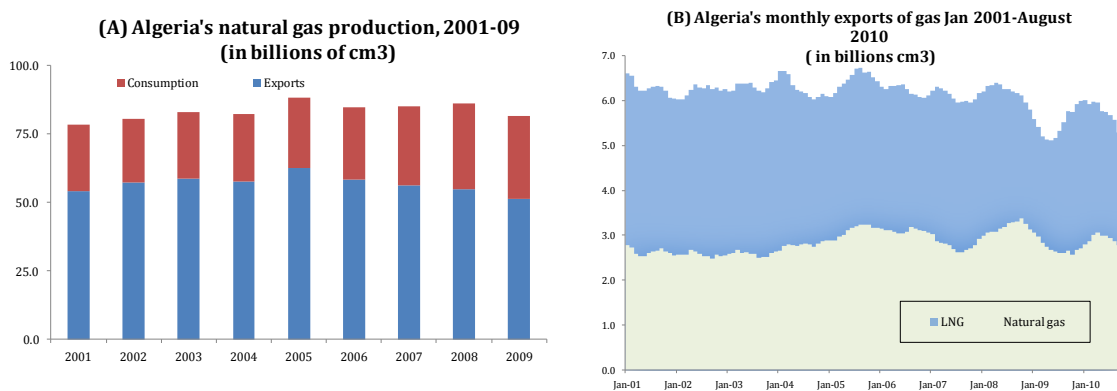 (A) Algeria's natural gas production, 2001-09
(in billions of cm3)
100.0
75.0
50.0
25.0
0.0
Consumption Exports
2001 2002 2003 2004 2005 2006 2007 2008 2009
(B) Algeria's monthly exports of gas Jan 2001-August
2010
( in billions cm3)
7.0
6.0
5.0
4.0
3.0
2.0
1.0
0.0
LNG Natural gas
Jan-01 Jan-02 Jan-03 Jan-04 Jan-05 Jan-06 Jan-07 Jan-08 Jan-09 Jan-10